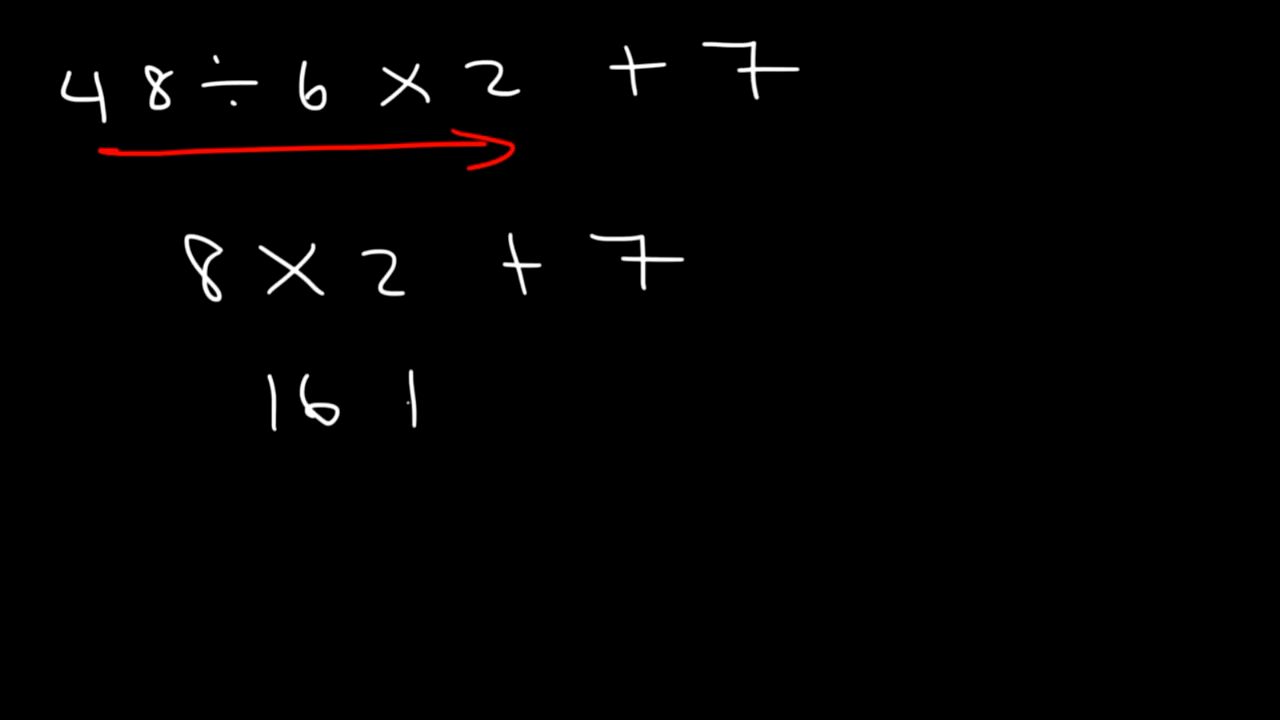 48 ÷ 6 × 2 + 7
8 × 2 + 7
16 |